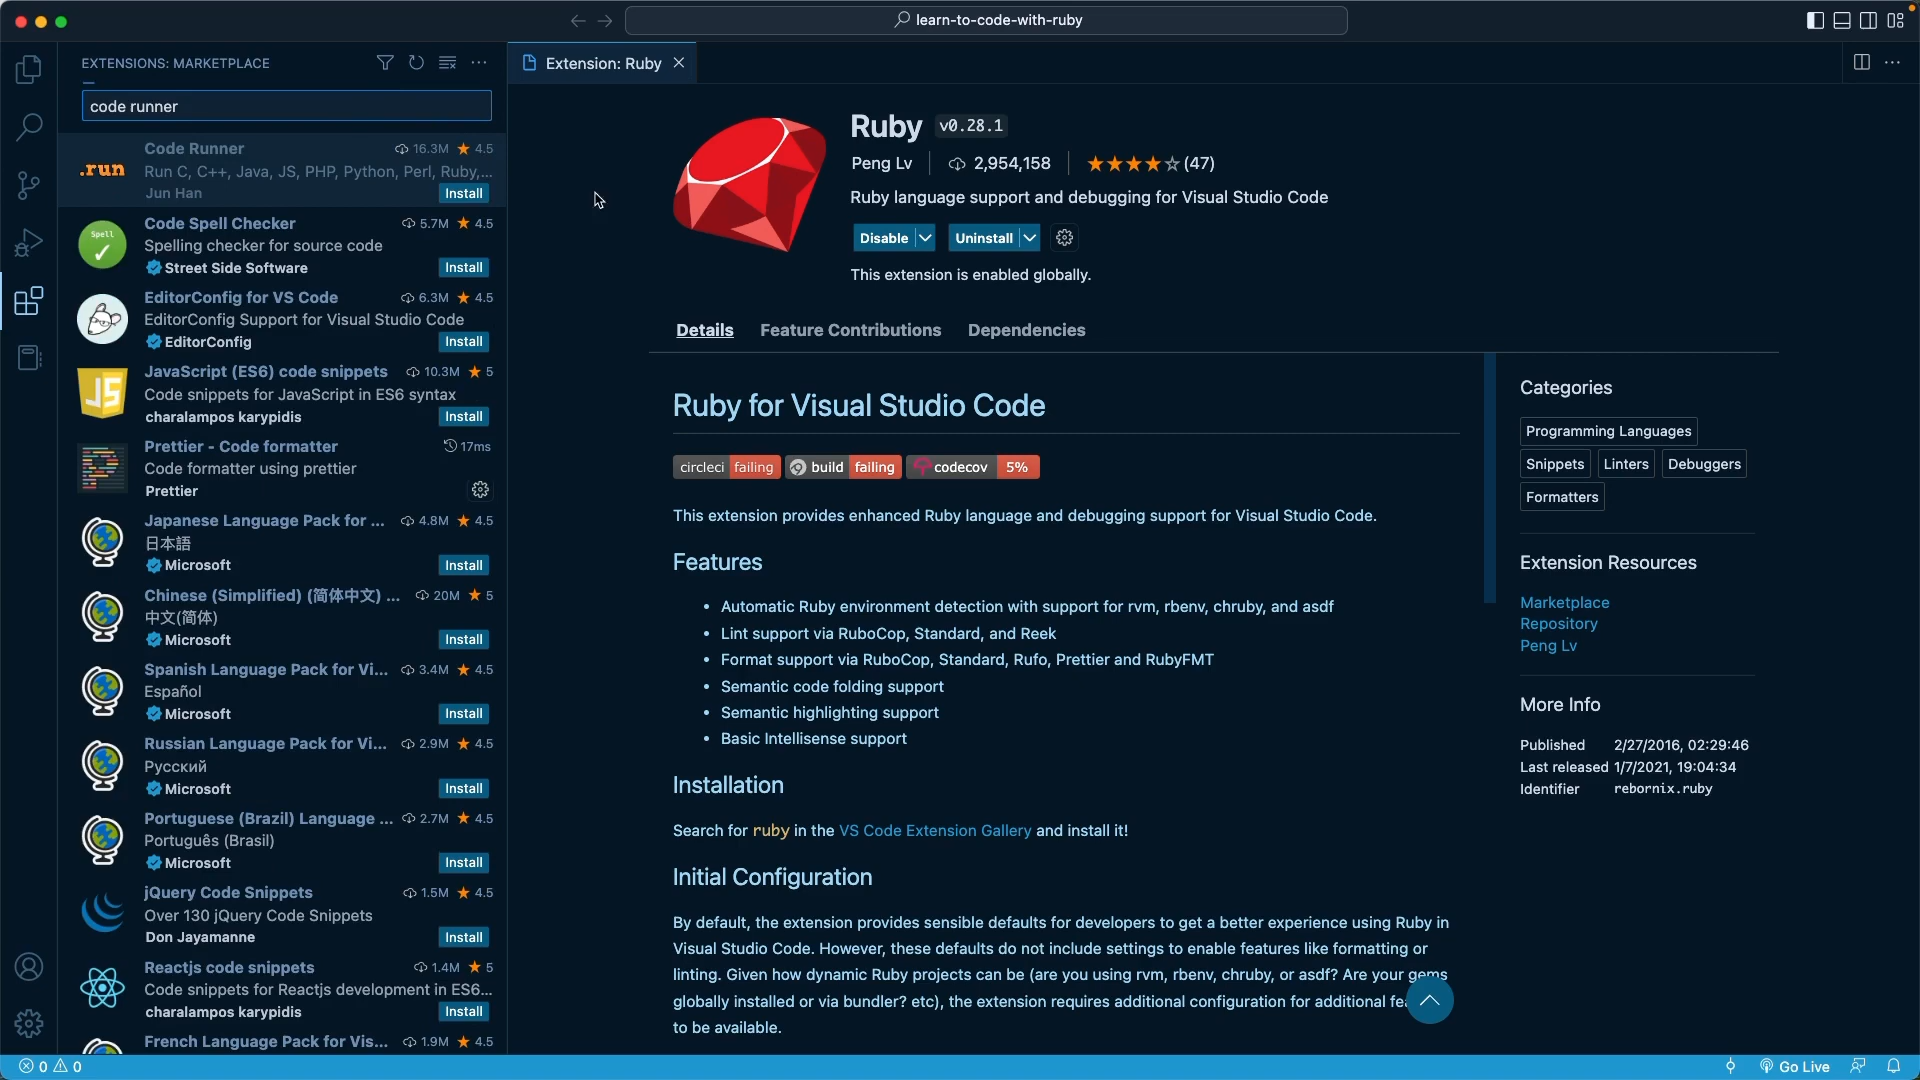 learn-to-code-with-ruby
EXTENSIONS: MARKETPLACE
Extension: Ruby
code runner
.run
Code Runner
16.3M
4.5
Run C, C++, Java, JS, PHP, Python, Perl, Ruby,...
Jun Han
Install
Spell
Code Spell Checker
5.7M
4.5
Spelling checker for source code
Street Side Software
Install
EditorConfig for VS Code
6.3M
4.5
EditorConfig Support for Visual Studio Code
EditorConfig
Install
JS
JavaScript (ES6) code snippets
10.3M
5
Code snippets for JavaScript in ES6 syntax
charalampos karypidis
Install
Prettier - Code formatter
17ms
Code formatter using prettier
Prettier
Japanese Language Pack for ...
4.8M
4.5
日本語
Microsoft
Install
Chinese (Simplified) (简体中文) ...
20M
5
中文(简体)
Microsoft
Install
Spanish Language Pack for Vi...
3.4M
4.5
Español
Microsoft
Install
Russian Language Pack for Vi...
2.9M
4.5
Русский
Microsoft
Install
Portuguese (Brazil) Language ...
2.7M
4.5
Português (Brasil)
Microsoft
Install
jQuery Code Snippets
1.5M
4.5
Over 130 jQuery Code Snippets
Don Jayamanne
Install
Reactjs code snippets
1.4M
5
Code snippets for Reactjs development in ES6...
charalampos karypidis
Install
French Language Pack for Vis...
1.9M
4.5
Ruby
v0.28.1
Peng Lv
2,954,158
(47)
Ruby language support and debugging for Visual Studio Code
Disable
Uninstall
This extension is enabled globally.
Details
Feature Contributions
Dependencies
Ruby for Visual Studio Code
circleci failing
build failing
codecov 5%
This extension provides enhanced Ruby language and debugging support for Visual Studio Code.
Features
• Automatic Ruby environment detection with support for rvm, rbenv, chruby, and asdf
• Lint support via RuboCop, Standard, and Reek
• Format support via RuboCop, Standard, Rufo, Prettier and RubyFMT
• Semantic code folding support
• Semantic highlighting support
• Basic Intellisense support
Installation
Search for ruby in the VS Code Extension Gallery and install it!
Initial Configuration
By default, the extension provides sensible defaults for developers to get a better experience using Ruby in
Visual Studio Code. However, these defaults do not include settings to enable features like formatting or
linting. Given how dynamic Ruby projects can be (are you using rvm, rbenv, chruby, or asdf? Are your gems
globally installed or via bundler? etc), the extension requires additional configuration for additional fe
to be available.
Categories
Programming Languages
Snippets
Linters
Debuggers
Formatters
Extension Resources
Marketplace
Repository
Peng Lv
More Info
Published 2/27/2016, 02:29:46
Last released 1/7/2021, 19:04:34
Identifier rebornix.ruby
0
0
Go Live